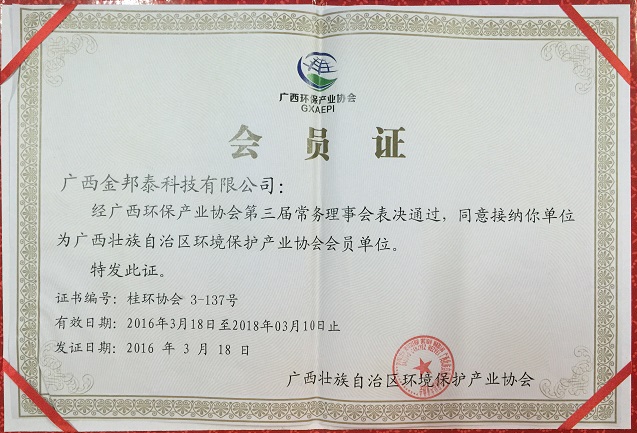 广西环保产业协会
GXAEPI
会员证
广西金邦泰科技有限公司：
经广西环保产业协会第三届常务理事会表决通过，同意接纳你单位
为广西壮族自治区环境保护产业协会会员单位。
特发此证。
证书编号：桂环协会 3-137号
有效日期：2016年3月18日至2018年03月10日止
发证日期：2016 年 3 月 18 日
广西壮族自治区环境保护产业协会